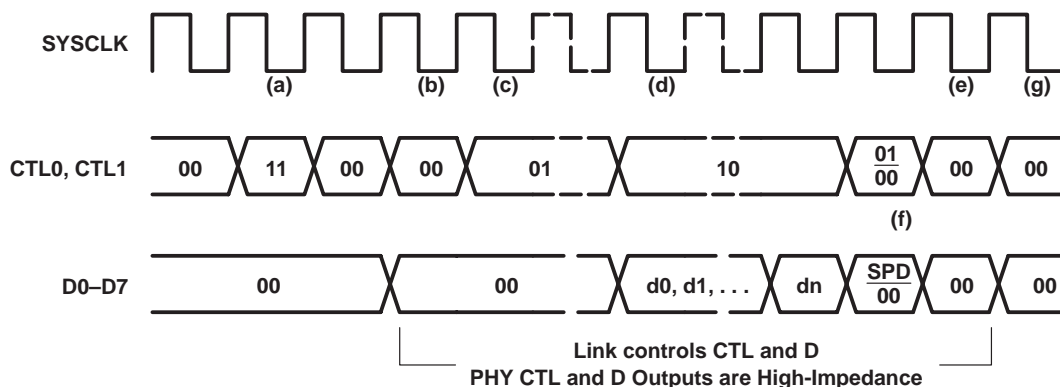 SYSCLK
(a) (b) (c) (d) (e) (g)
CTL0, CTL1 00 11 00 00 01 10 01 00 00 00
(f)
D0–D7 00 00 d0, d1, . . . dn SPD 00 00 00
Link controls CTL and D
PHY CTL and D Outputs are High-Impedance